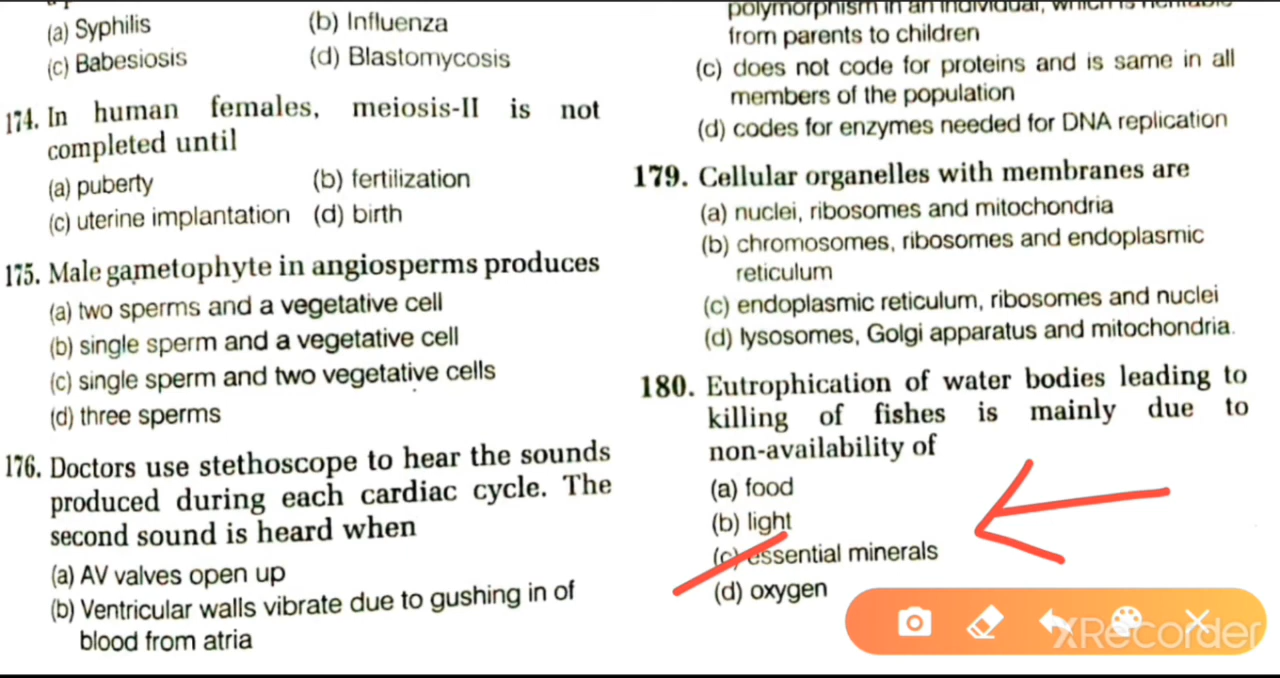 (a) Syphilis (b) Influenza
(c) Babesiosis (d) Blastomycosis
174. In human females, meiosis-II is not
completed until
(a) puberty (b) fertilization
(c) uterine implantation (d) birth
175. Male gametophyte in angiosperms produces
(a) two sperms and a vegetative cell
(b) single sperm and a vegetative cell
(c) single sperm and two vegetative cells
(d) three sperms
176. Doctors use stethoscope to hear the sounds
produced during each cardiac cycle. The
second sound is heard when
(a) AV valves open up
(b) Ventricular walls vibrate due to gushing in of
blood from atria
polymorphism in an individual, which is heritable
from parents to children
(c) does not code for proteins and is same in all
members of the population
(d) codes for enzymes needed for DNA replication
179. Cellular organelles with membranes are
(a) nuclei, ribosomes and mitochondria
(b) chromosomes, ribosomes and endoplasmic
reticulum
(c) endoplasmic reticulum, ribosomes and nuclei
(d) lysosomes, Golgi apparatus and mitochondria.
180. Eutrophication of water bodies leading to
killing of fishes is mainly due to
non-availability of
(a) food
(b) light
(c) essential minerals
(d) oxygen
XRecorder